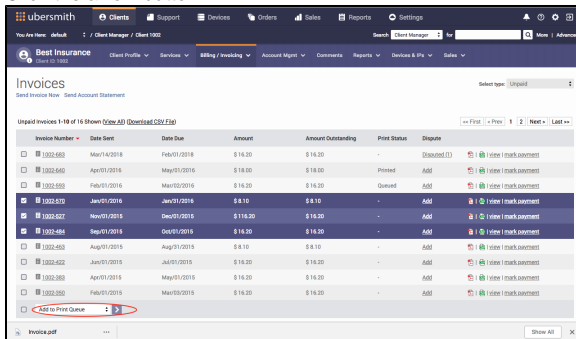 ubersmith Clients Support Devices Orders Sales Reports Settings
You Are Here: default / Client Manager / Client 1002 Search Client Manager for More | Advanced
Best Insurance
Client ID: 1002
Client Profile Services Billing / Invoicing Account Mgmt Comments Reports Devices & IPs Sales
Invoices
Select type: Unpaid
Send Invoice Now Send Account Statement
Unpaid Invoices 1-10 of 16 Shown (View All) (Download CSV File) «« First « Prev 1 2 Next » Last »»
Invoice Number Date Sent Date Due Amount Amount Outstanding Print Status Dispute
1002-683 Mar/14/2018 Feb/01/2018 $ 16.20 $ 16.20 - Disputed (1) | | view | mark payment
1002-640 Apr/01/2016 May/01/2016 $ 18.00 $ 18.00 Printed Add | | view | mark payment
1002-599 Feb/01/2016 Mar/02/2016 $ 16.20 $ 16.20 Queued Add | | view | mark payment
1002-570 Jan/01/2016 Jan/31/2016 $ 8.10 $ 8.10 - Add | | view | mark payment
1002-527 Nov/01/2015 Dec/01/2015 $ 116.20 $ 16.20 - Add | | view | mark payment
1002-484 Sep/01/2015 Oct/01/2015 $ 16.20 $ 16.20 - Add | | view | mark payment
1002-463 Aug/01/2015 Aug/31/2015 $ 8.10 $ 8.10 - Add | | view | mark payment
1002-422 Jun/01/2015 Jul/01/2015 $ 16.20 $ 16.20 - Add | | view | mark payment
1002-383 Apr/01/2015 May/01/2015 $ 16.20 $ 16.20 - Add | | view | mark payment
1002-350 Feb/01/2015 Mar/03/2015 $ 16.20 $ 16.20 - Add | | view | mark payment
Add to Print Queue
Invoice.pdf Show All